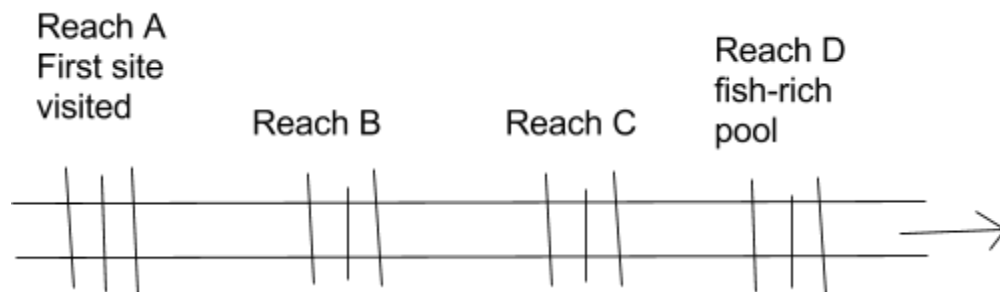 Reach A
First site
visited
Reach B
Reach C
Reach D
fish-rich
pool